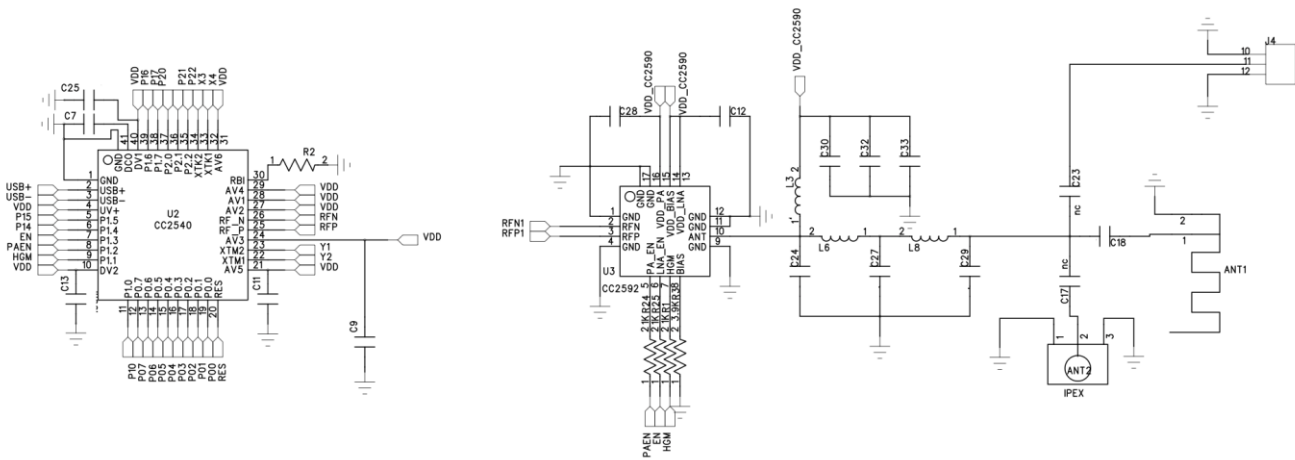 VDD
P16
P17
P20
P21
P22
X3
X4
VDD
C25
C7
41
40
39
38
37
36
35
34
33
32
31
GND
DCO
DV1
P1.6
P1.7
P2.0
P2.1
P2.2
XTK2
XTK1
AV6
R2
1
2
USB+
USB-
VDD
P15
P14
EN
PAEN
HGM
VDD
1
2
3
4
5
6
7
8
9
10
GND
USB+
USB-
UV+
P1.5
P1.4
P1.3
P1.2
P1.1
DV2
U2
CC2540
RBI
AV4
AV1
AV2
RF_N
RF_P
AV3
XTM2
XTM1
AV5
30
29
28
27
26
25
24
23
22
21
VDD
VDD
VDD
RFN
RFP
VDD
Y1
Y2
VDD
C13
C11
C9
P1.0
P0.7
P0.6
P0.5
P0.4
P0.3
P0.2
P0.1
P0.0
RES
11
12
13
14
15
16
17
18
19
20
P10
P07
P06
P05
P04
P03
P02
P01
P00
RES
VDD_CC2590
VDD_CC2590
C28
C12
17
16
15
14
13
GND
GND
VDD_PA
VDD_BIAS
VDD_LNA
RFN1
RFP1
1
2
3
4
GND
RFN
RFP
GND
GND
GND
ANT
GND
12
11
10
9
U3
CC2592
PA_EN
LNA_EN
HGM
BIAS
5
6
7
8
2 1K R24
2 1K R25
2 1K R1
2 3.9K R38
1
1
1
1
PAEN
EN
HGM
VDD_CC2590
L3
2
1
C30
C32
C33
2
L6
1
2
L8
1
C24
C27
C29
C23
nc
nc
C17
C18
J4
10
11
12
2
1
ANT1
1
2
3
ANT2
IPEX